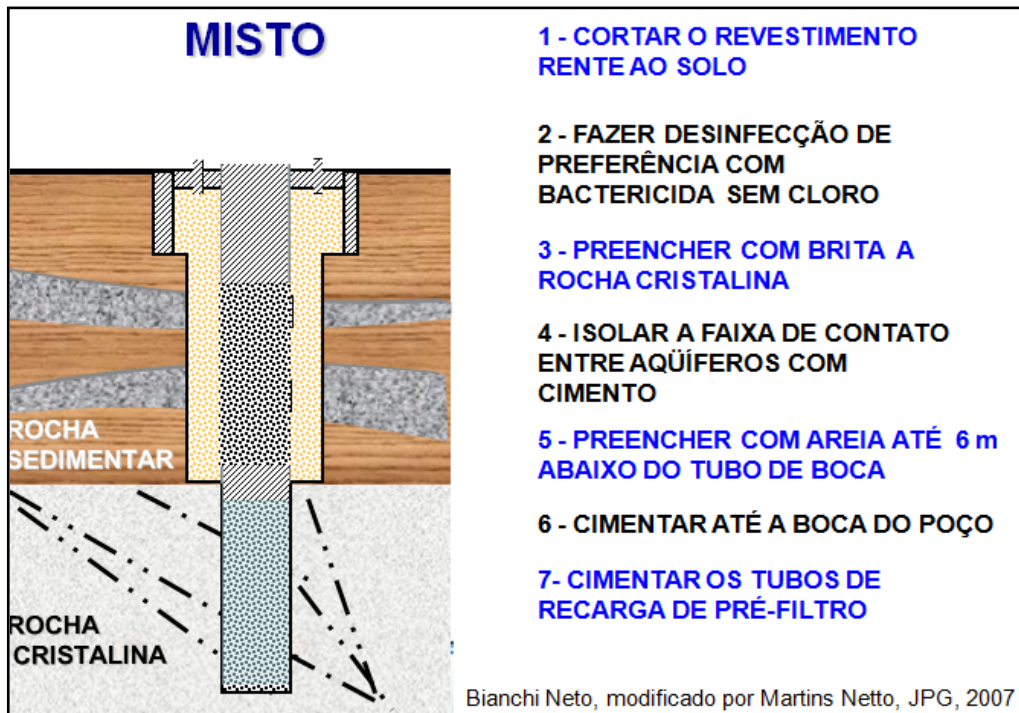 MISTO
1 - CORTAR O REVESTIMENTO
RENTE AO SOLO
2 - FAZER DESINFECÇÃO DE
PREFERÊNCIA COM
BACTERICIDA SEM CLORO
3 - PREENCHER COM BRITA A
ROCHA CRISTALINA
4 - ISOLAR A FAIXA DE CONTATO
ENTRE AQÜÍFEROS COM
CIMENTO
5 - PREENCHER COM AREIA ATÉ 6 m
ABAIXO DO TUBO DE BOCA
6 - CIMENTAR ATÉ A BOCA DO POÇO
7- CIMENTAR OS TUBOS DE
RECARGA DE PRÉ-FILTRO
ROCHA
SEDIMENTAR
ROCHA
CRISTALINA
Bianchi Neto, modificado por Martins Netto, JPG, 2007